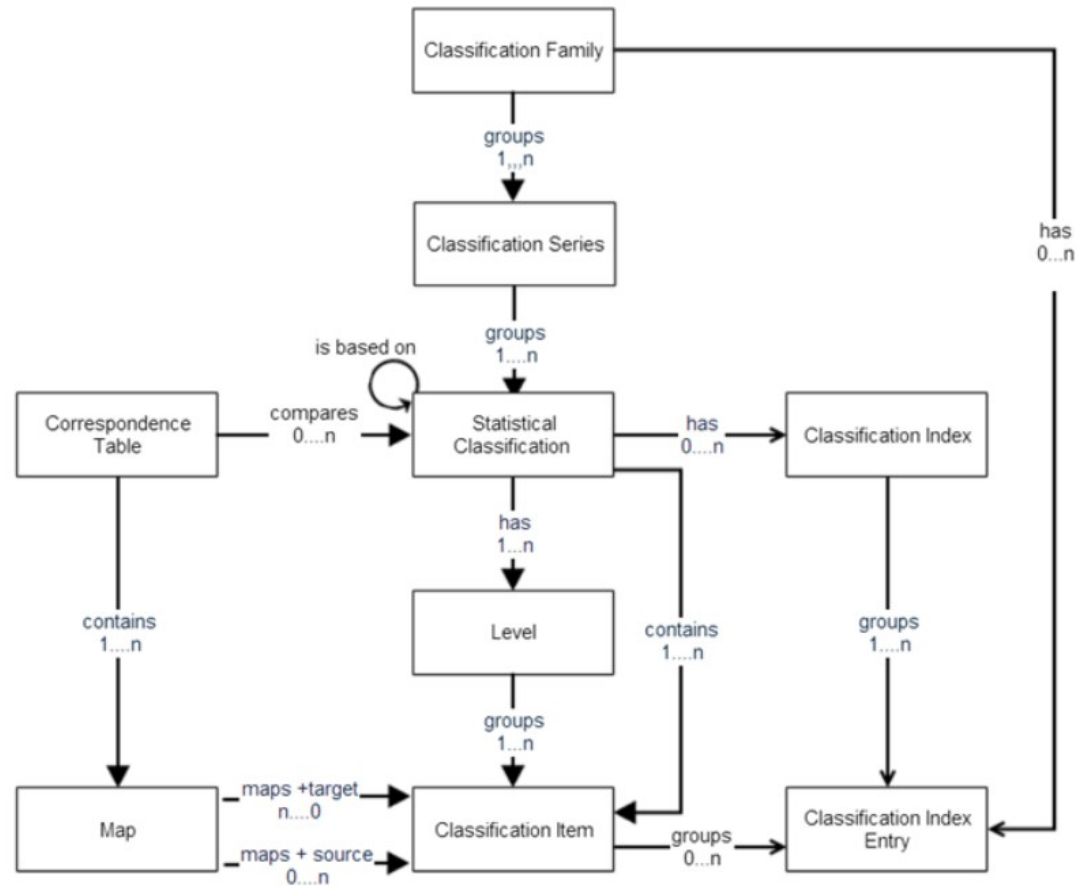 Classification Family
groups
1,,,n
has
0...n
Classification Series
groups
1....n
is based on
Correspondence
Table
compares
0....n
Statistical
Classification
has
0....n
Classification Index
has
1...n
contains
1....n
Level
contains
1....n
groups
1....n
groups
1...n
Map
maps +target
n....0
maps + source
0....n
Classification Item
groups
0...n
Classification Index
Entry